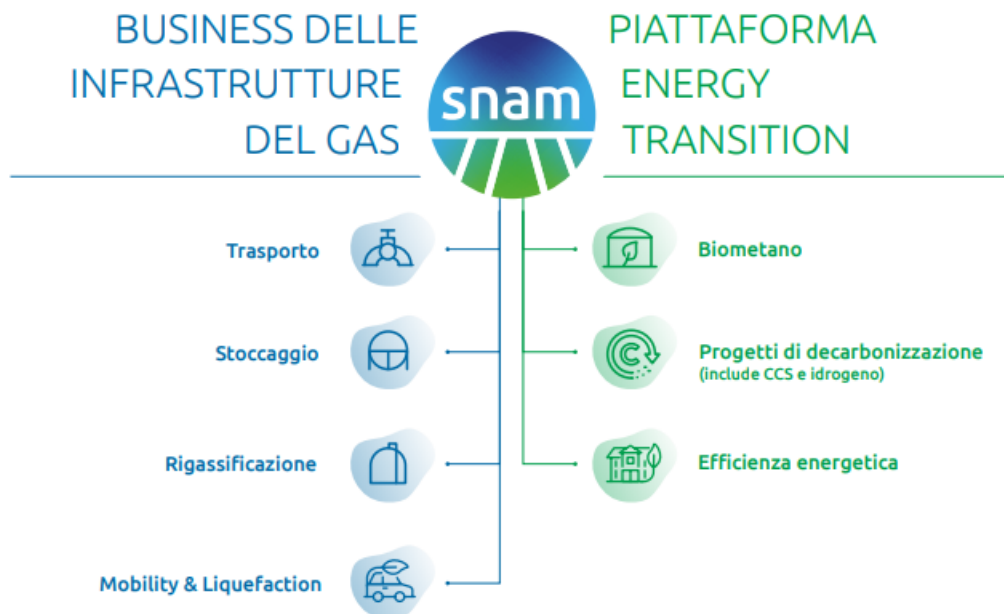 BUSINESS DELLE
INFRASTRUTTURE
DEL GAS
snam
PIATTAFORMA
ENERGY
TRANSITION
Trasporto
Stoccaggio
Rigassificazione
Mobility & Liquefaction
Biometano
C
Progetti di decarbonizzazione
(include CCS e idrogeno)
Efficienza energetica